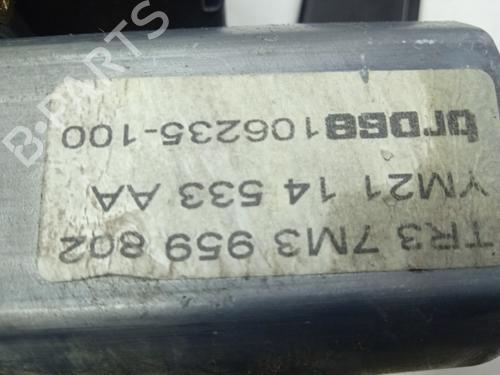 B-PARTS
TR3 7M3 959 802
YM21 14 533 AA
brose 106235-100